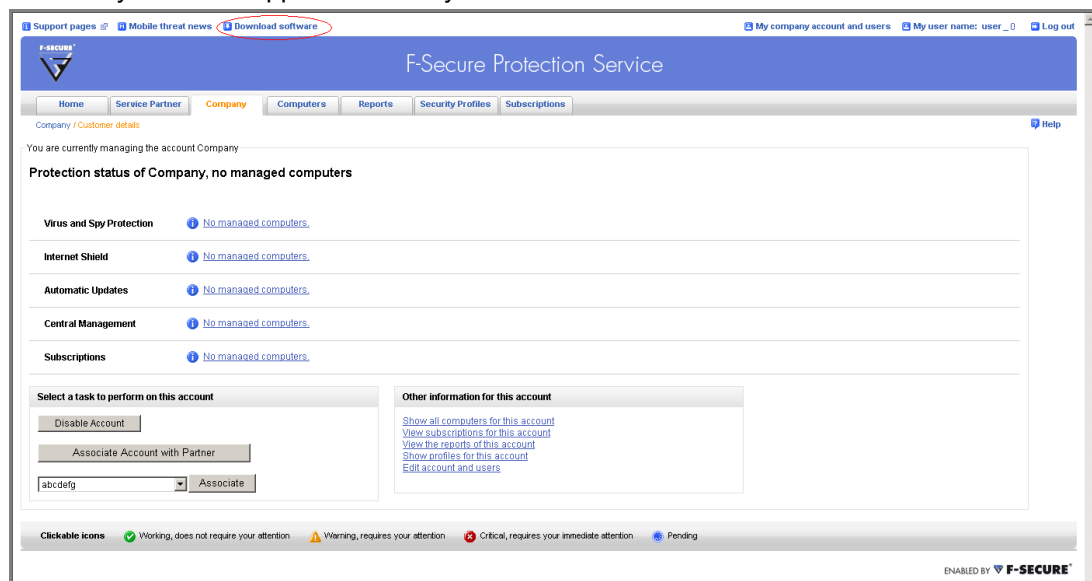 Support pages Mobile threat news Download software My company account and users My user name: user_0 Log out
F-SECURE
F-Secure Protection Service
Home Service Partner Company Computers Reports Security Profiles Subscriptions
Company / Customer details Help
You are currently managing the account Company
Protection status of Company, no managed computers
Virus and Spy Protection No managed computers.
Internet Shield No managed computers.
Automatic Updates No managed computers.
Central Management No managed computers.
Subscriptions No managed computers.
Select a task to perform on this account
Disable Account
Associate Account with Partner
abcdefg Associate
Other information for this account
Show all computers for this account
View subscriptions for this account
View the reports of this account
Show profiles for this account
Edit account and users
Clickable icons Working, does not require your attention Warning, requires your attention Critical, requires your immediate attention Pending
ENABLED BY F-SECURE